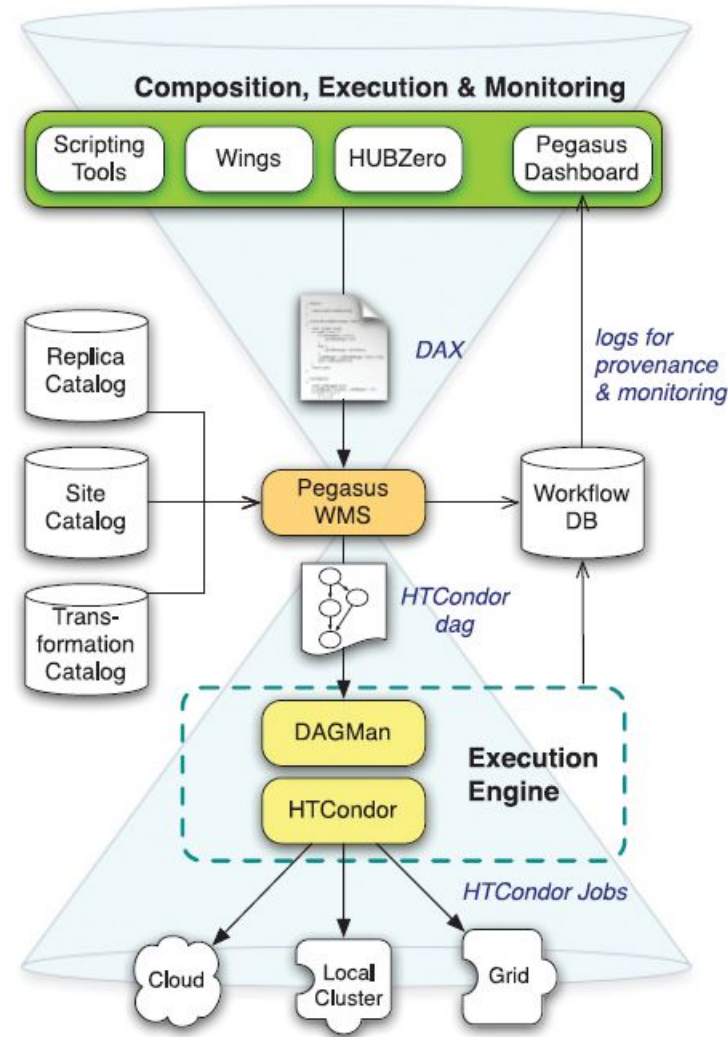 Composition, Execution & Monitoring
Scripting
Tools
Wings
HUBZero
Pegasus
Dashboard
DAX
logs for
provenance
& monitoring
Replica
Catalog
Site
Catalog
Trans-
formation
Catalog
Pegasus
WMS
Workflow
DB
HTCondor
dag
DAGMan
HTCondor
Execution
Engine
HTCondor Jobs
Cloud
Local
Cluster
Grid